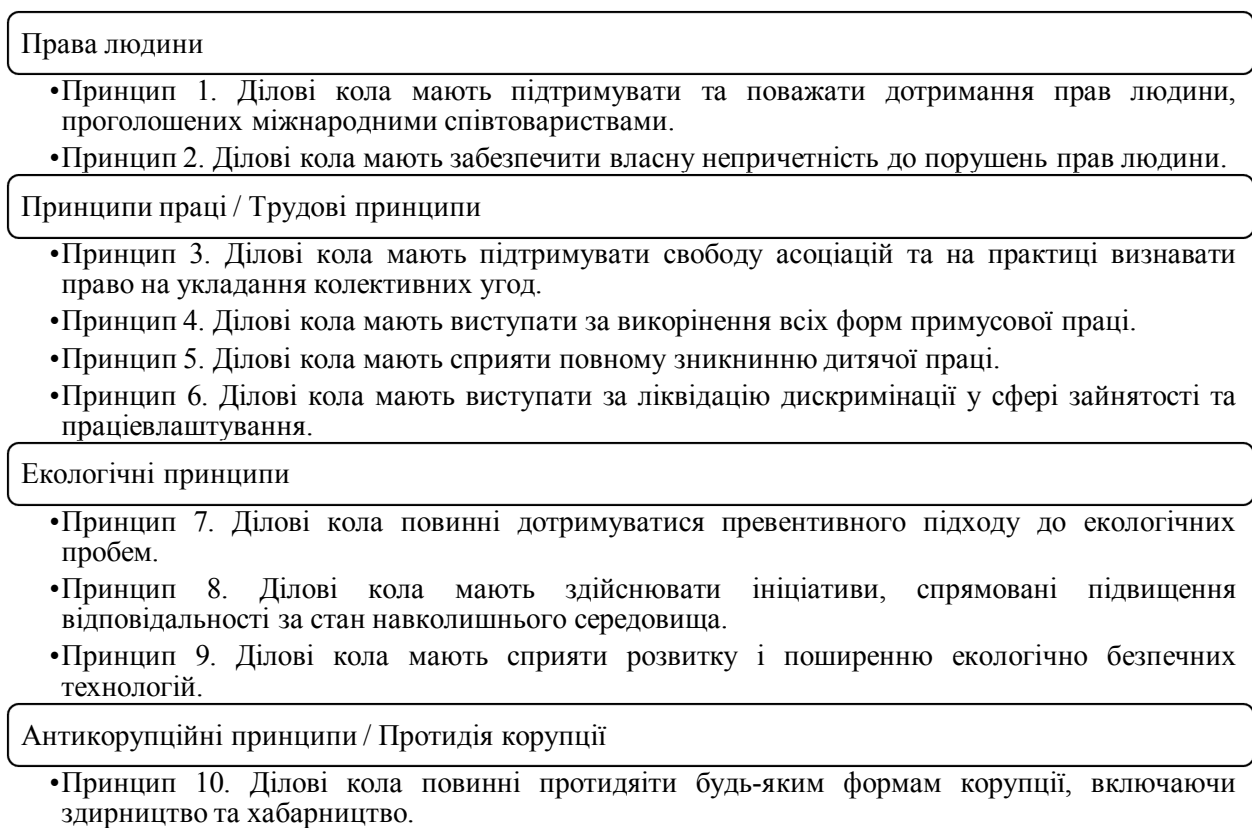 Права людини
•Принцип 1. Ділові кола мають підтримувати та поважати дотримання прав людини,
проголошених міжнародними співтовариствами.
•Принцип 2. Ділові кола мають забезпечити власну непричетність до порушень прав людини.
Принципи праці / Трудові принципи
•Принцип 3. Ділові кола мають підтримувати свободу асоціацій та на практиці визнавати
право на укладання колективних угод.
•Принцип 4. Ділові кола мають виступати за викорінення всіх форм примусової праці.
•Принцип 5. Ділові кола мають сприяти повному зникнинню дитячої праці.
•Принцип 6. Ділові кола мають виступати за ліквідацію дискримінації у сфері зайнятості та
праціевлаштування.
Екологічні принципи
•Принцип 7. Ділові кола повинні дотримуватися превентивного підходу до екологічних
пробем.
•Принцип 8. Ділові кола мають здійснювати ініціативи, спрямовані підвищення
відповідальності за стан навколишнього середовища.
•Принцип 9. Ділові кола мають сприяти розвитку і поширенню екологічно безпечних
технологій.
Антикорупційні принципи / Протидія корупції
•Принцип 10. Ділові кола повинні протидяіти будь-яким формам корупції, включаючи
здирництво та хабарництво.